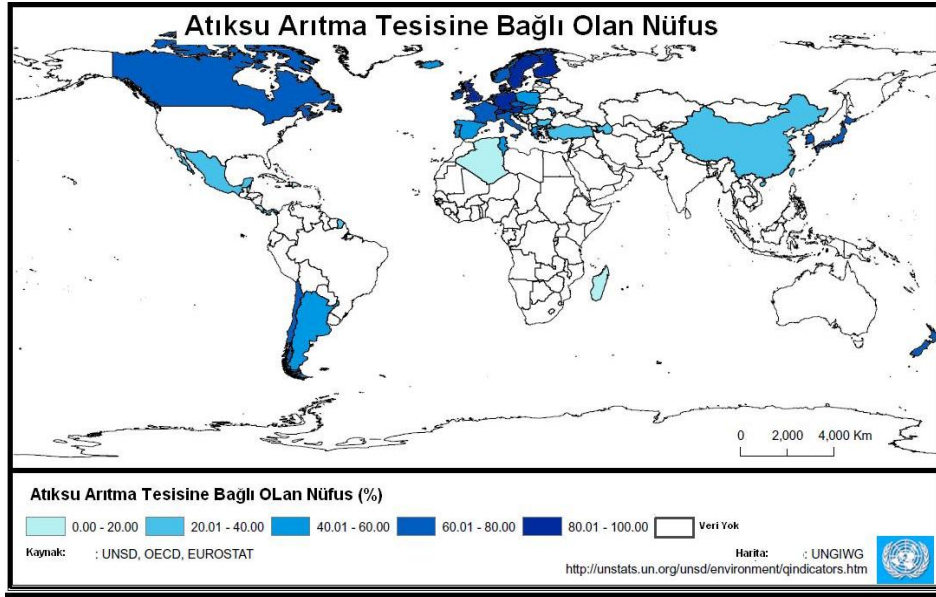 Atıksu Arıtma Tesisine Bağlı Olan Nüfus
0 2,000 4,000 Km
Atıksu Arıtma Tesisine Bağlı OLan Nüfus (%)
0.00 - 20.00 20.01 - 40.00 40.01 - 60.00 60.01 - 80.00 80.01 - 100.00 Veri Yok
Kaynak: : UNSD, OECD, EUROSTAT Harita: : UNGIWG
http://unstats.un.org/unsd/environment/qindicators.htm